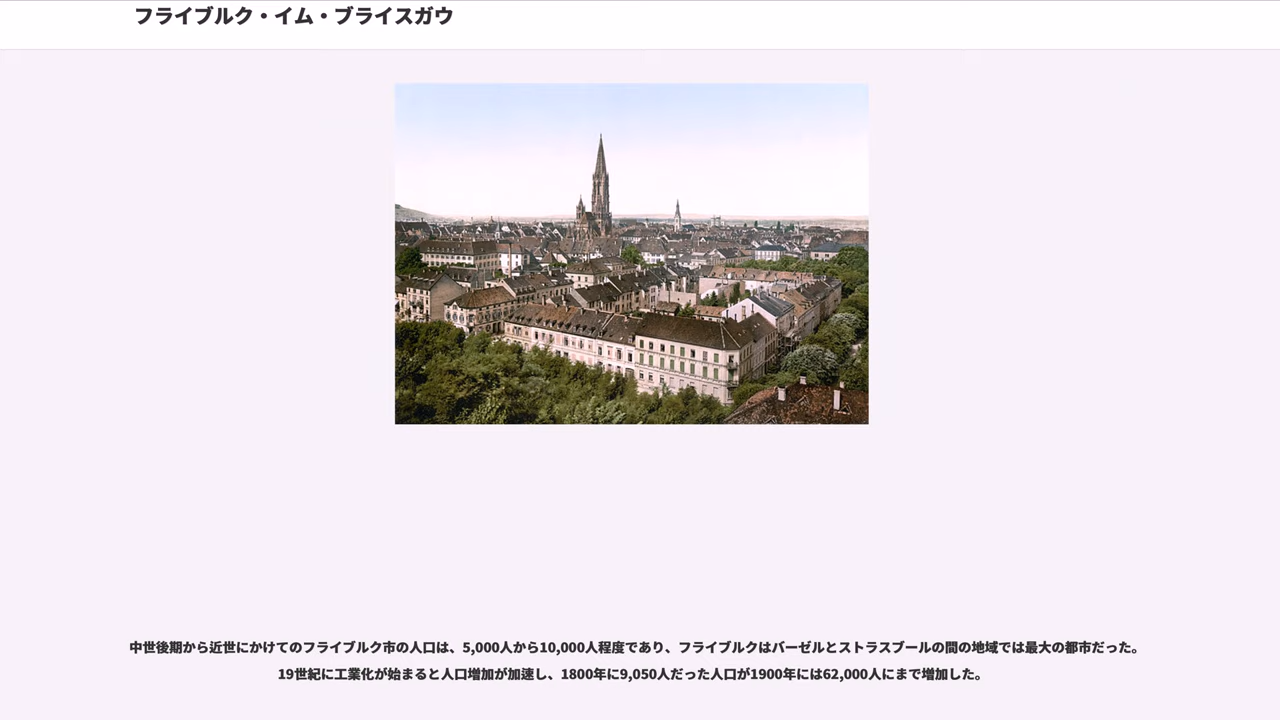 フライブルク・イム・ブライスガウ
中世後期から近世にかけてのフライブルク市の人口は、5,000人から10,000人程度であり、フライブルクはバーゼルとストラスブールの間の地域では最大の都市だった。
19世紀に工業化が始まると人口増加が加速し、1800年に9,050人だった人口が1900年には62,000人にまで増加した。